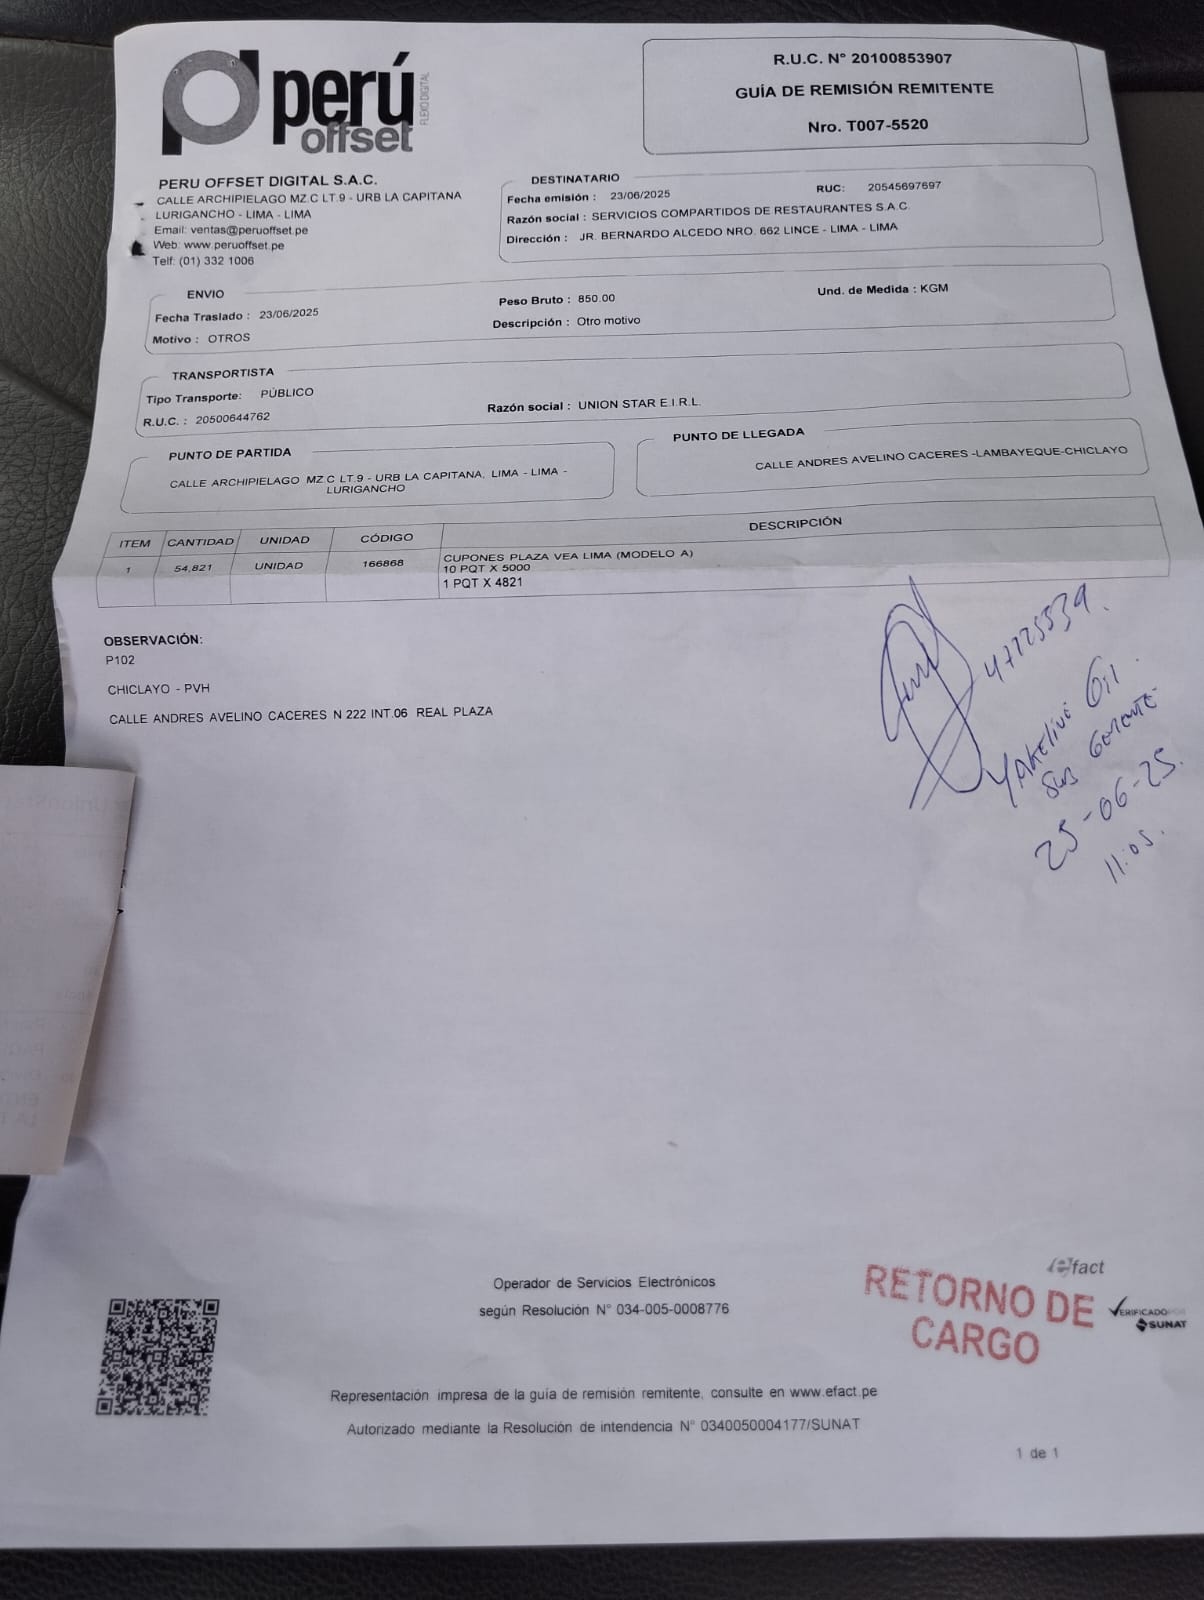 perú
offset
FLEXO DIGITAL
R.U.C. N° 20100853907
GUÍA DE REMISIÓN REMITENTE
Nro. T007-5520
PERU OFFSET DIGITAL S.A.C.
CALLE ARCHIPIELAGO MZ.C LT.9 - URB LA CAPITANA
LURIGANCHO - LIMA - LIMA
Email: ventas@peruoffset.pe
Web: www.peruoffset.pe
Telf: (01) 332 1006
DESTINATARIO
Fecha emisión : 23/06/2025 RUC: 20545697697
Razón social : SERVICIOS COMPARTIDOS DE RESTAURANTES S.A.C.
Dirección : JR. BERNARDO ALCEDO NRO. 662 LINCE - LIMA - LIMA
ENVIO
Fecha Traslado : 23/06/2025 Peso Bruto : 850.00 Und. de Medida : KGM
Motivo : OTROS Descripción : Otro motivo
TRANSPORTISTA
Tipo Transporte: PÚBLICO
R.U.C. : 20500644762 Razón social : UNION STAR E.I.R.L.
PUNTO DE PARTIDA
CALLE ARCHIPIELAGO MZ.C LT.9 - URB LA CAPITANA, LIMA - LIMA -
LURIGANCHO
PUNTO DE LLEGADA
CALLE ANDRES AVELINO CACERES -LAMBAYEQUE-CHICLAYO
ITEM CANTIDAD UNIDAD CÓDIGO DESCRIPCIÓN
1 54,821 UNIDAD 166868 CUPONES PLAZA VEA LIMA (MODELO A)
10 PQT X 5000
1 PQT X 4821
OBSERVACIÓN:
P102
CHICLAYO - PVH
CALLE ANDRES AVELINO CACERES N 222 INT.06 REAL PLAZA
Gil
Sub Gerente
25-06-25.
11:05.
Operador de Servicios Electrónicos
según Resolución N° 034-005-0008776
efact
RETORNO DE
CARGO
VERIFICADO POR
SUNAT
Representación impresa de la guía de remisión remitente, consulte en www.efact.pe
Autorizado mediante la Resolución de intendencia N° 0340050004177/SUNAT
1 de 1